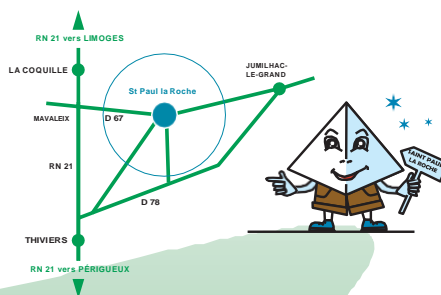 RN 21 vers LIMOGES
LA COQUILLE
JUMILHAC-
LE-GRAND
St Paul la Roche
MAVALEIX
D 67
SAINT PAUL
LA ROCHE
RN 21
D 78
THIVIERS
RN 21 vers PÉRIGUEUX